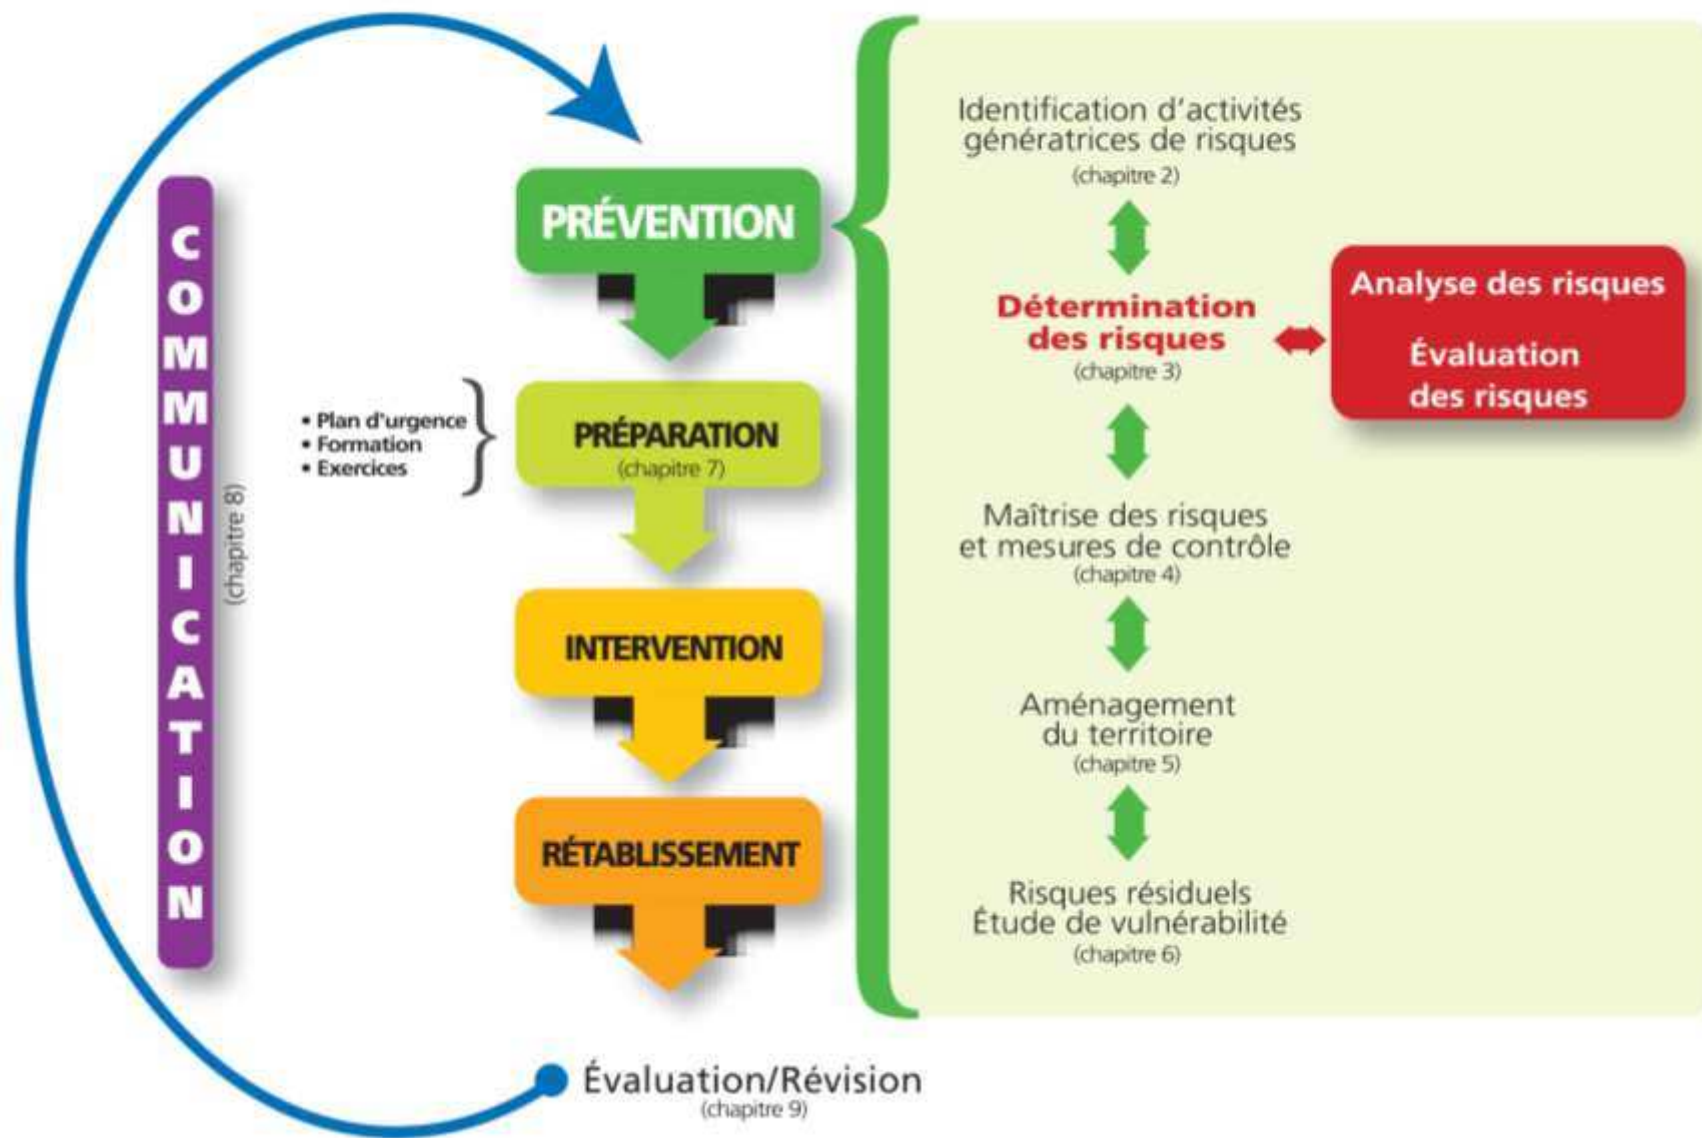 COMMUNICATION
(chapitre 8)
PRÉVENTION
• Plan d'urgence
• Formation
• Exercices
PRÉPARATION
(chapitre 7)
INTERVENTION
RÉTABLISSEMENT
Évaluation/Révision
(chapitre 9)
Identification d'activités
génératrices de risques
(chapitre 2)
Détermination
des risques
(chapitre 3)
Analyse des risques
Évaluation
des risques
Maîtrise des risques
et mesures de contrôle
(chapitre 4)
Aménagement
du territoire
(chapitre 5)
Risques résiduels
Étude de vulnérabilité
(chapitre 6)